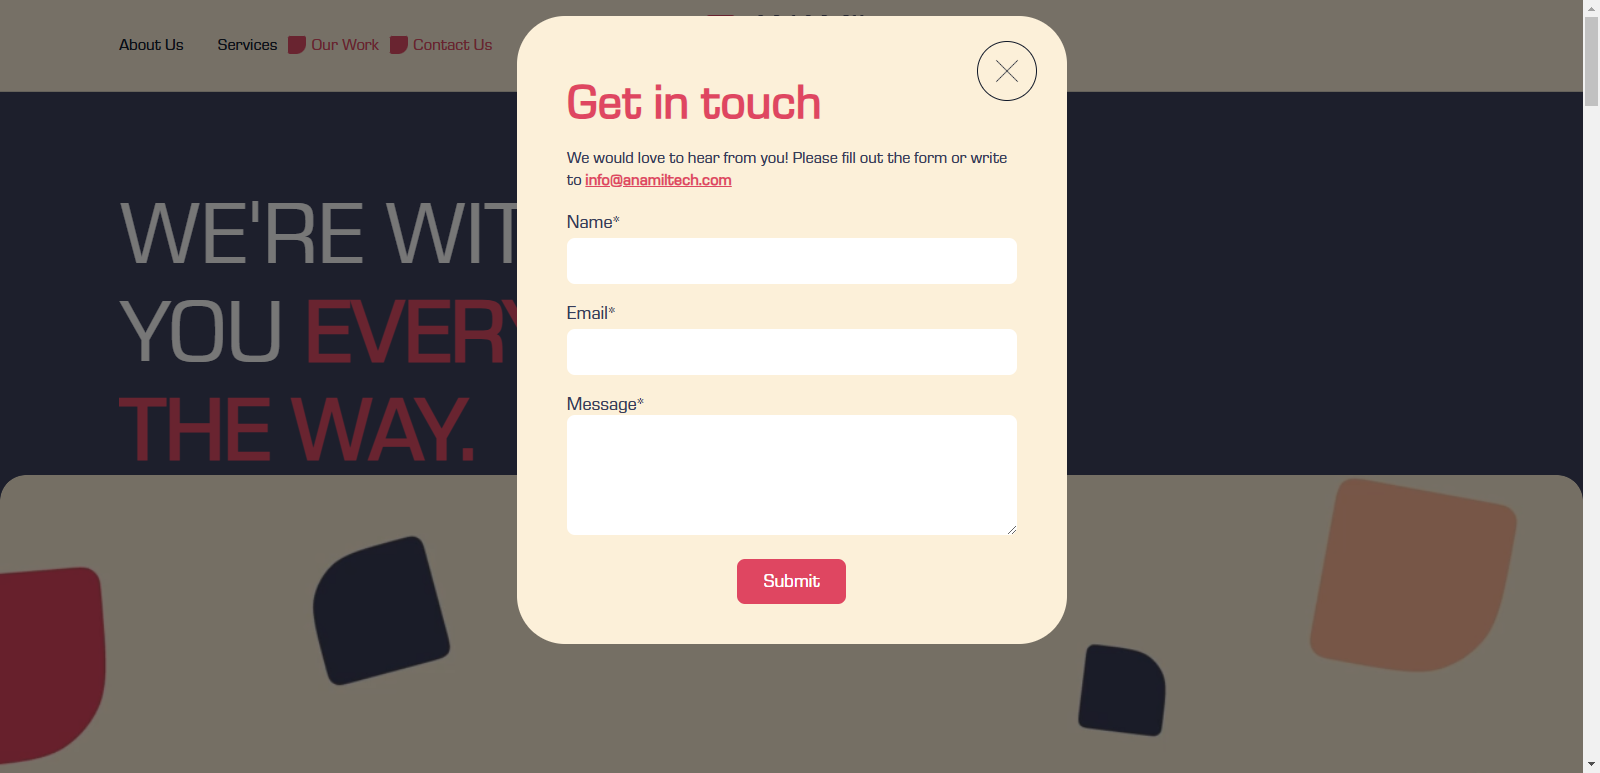 About Us Services Our Work Contact Us
WE'RE WIT
YOU EVERY
THE WAY.
Get in touch
We would love to hear from you! Please fill out the form or write
to info@anamiltech.com
Name*
Email*
Message*
Submit